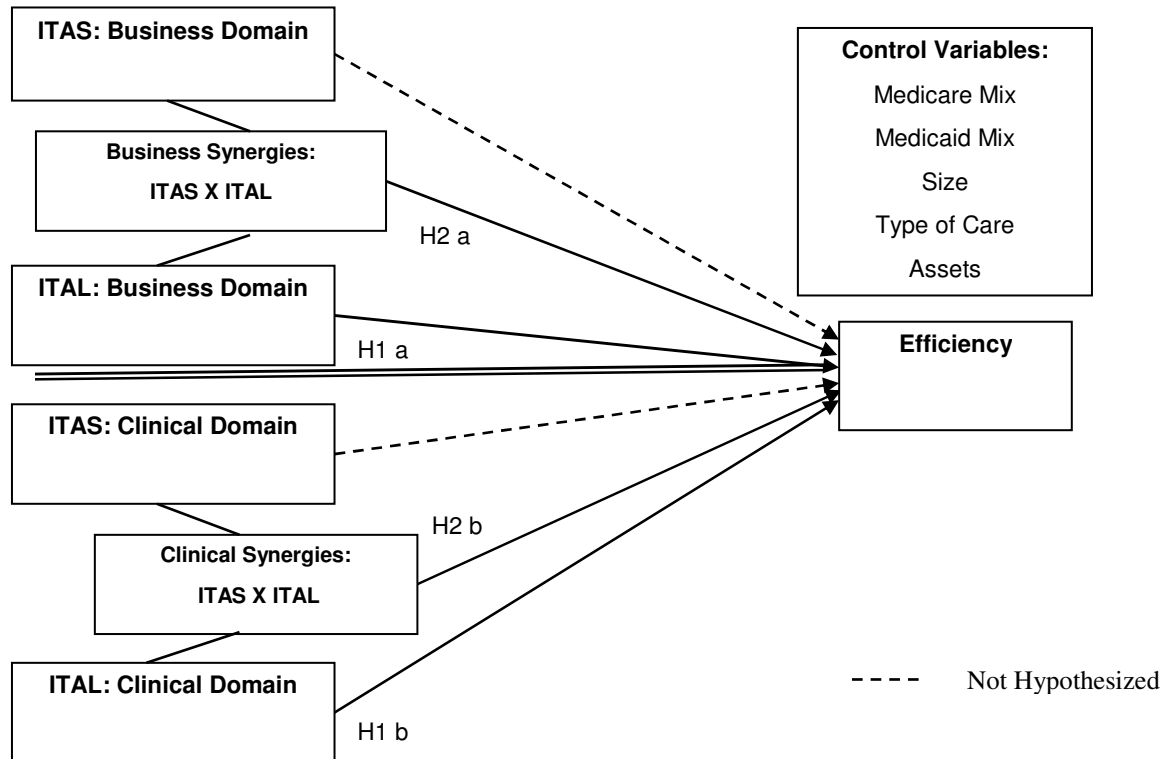 ITAS: Business Domain
Business Synergies:
ITAS X ITAL
H2 a
ITAL: Business Domain
H1 a
Control Variables:
Medicare Mix
Medicaid Mix
Size
Type of Care
Assets
Efficiency
ITAS: Clinical Domain
H2 b
Clinical Synergies:
ITAS X ITAL
ITAL: Clinical Domain
H1 b
Not Hypothesized